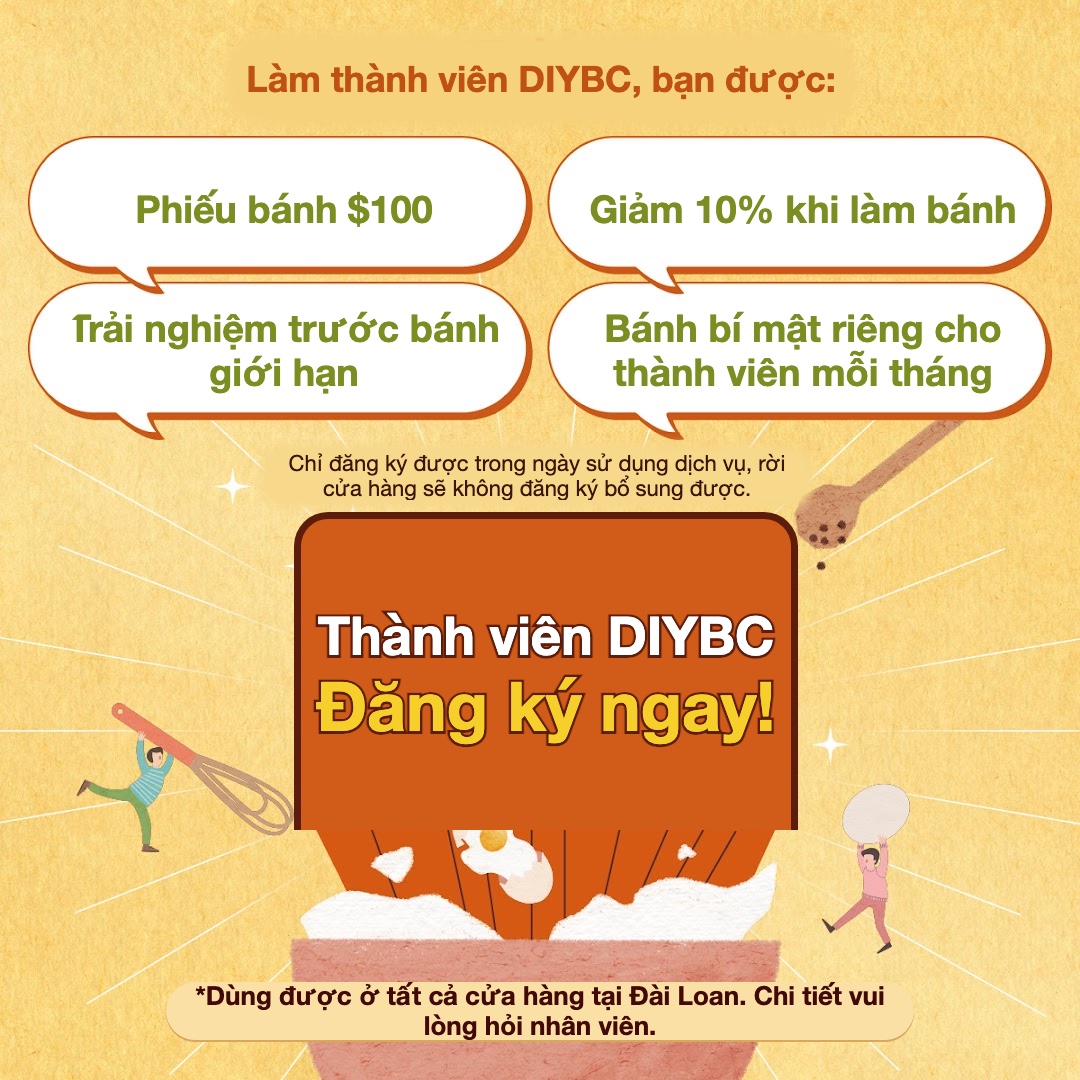 Làm thành viên DIYBC, bạn được:
Phiếu bánh $100
Giảm 10% khi làm bánh
Trải nghiệm trước bánh
giới hạn
Bánh bí mật riêng cho
thành viên mỗi tháng
Chỉ đăng ký được trong ngày sử dụng dịch vụ, rời
cửa hàng sẽ không đăng ký bổ sung được.
Thành viên DIYBC
Đăng ký ngay!
*Dùng được ở tất cả cửa hàng tại Đài Loan. Chi tiết vui
lòng hỏi nhân viên.